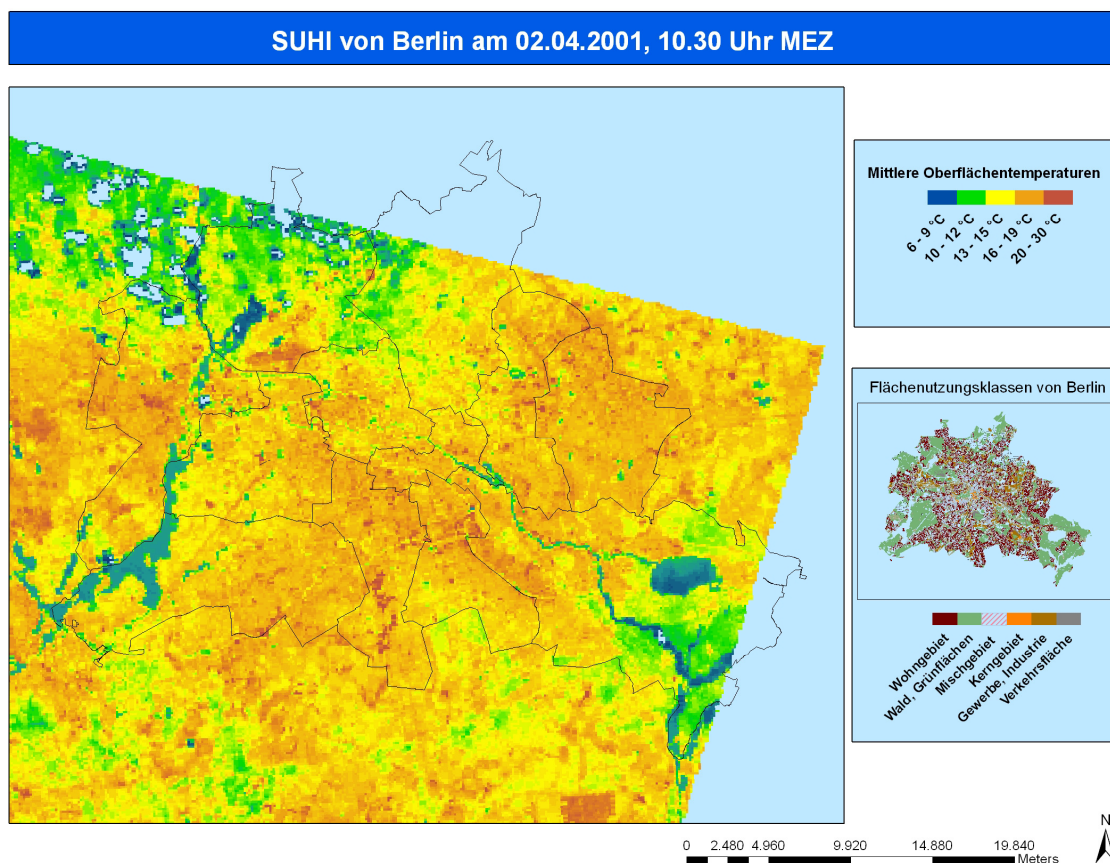 SUHI von Berlin am 02.04.2001, 10.30 Uhr MEZ
Mittlere Oberflächentemperaturen
6 - 9 °C
10 - 12 °C
13 - 15 °C
16 - 19 °C
20 - 30 °C
Flächenutzungsklassen von Berlin
Wohngebiet
Wald, Grünflächen
Mischgebiet
Kerngebiet
Gewerbe, Industrie
Verkehrsfläche
0 2.480 4.960 9.920 14.880 19.840
Meters
N